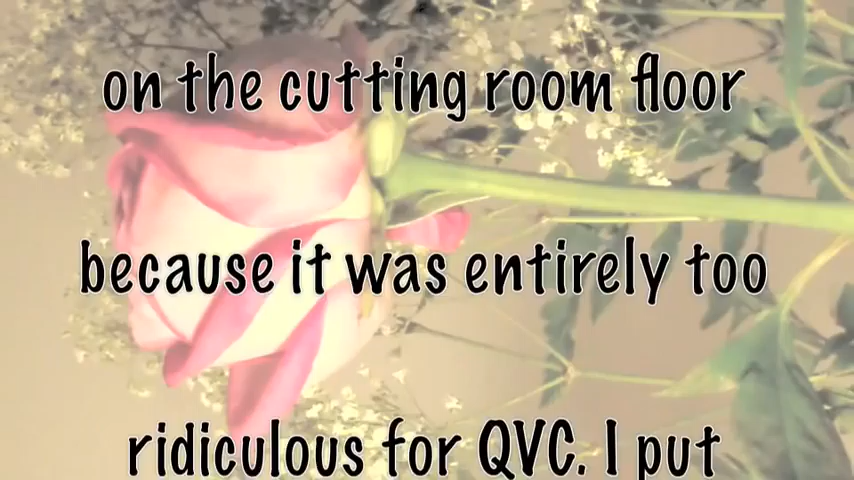 on the cutting room floor
because it was entirely too
ridiculous for QVC. I put